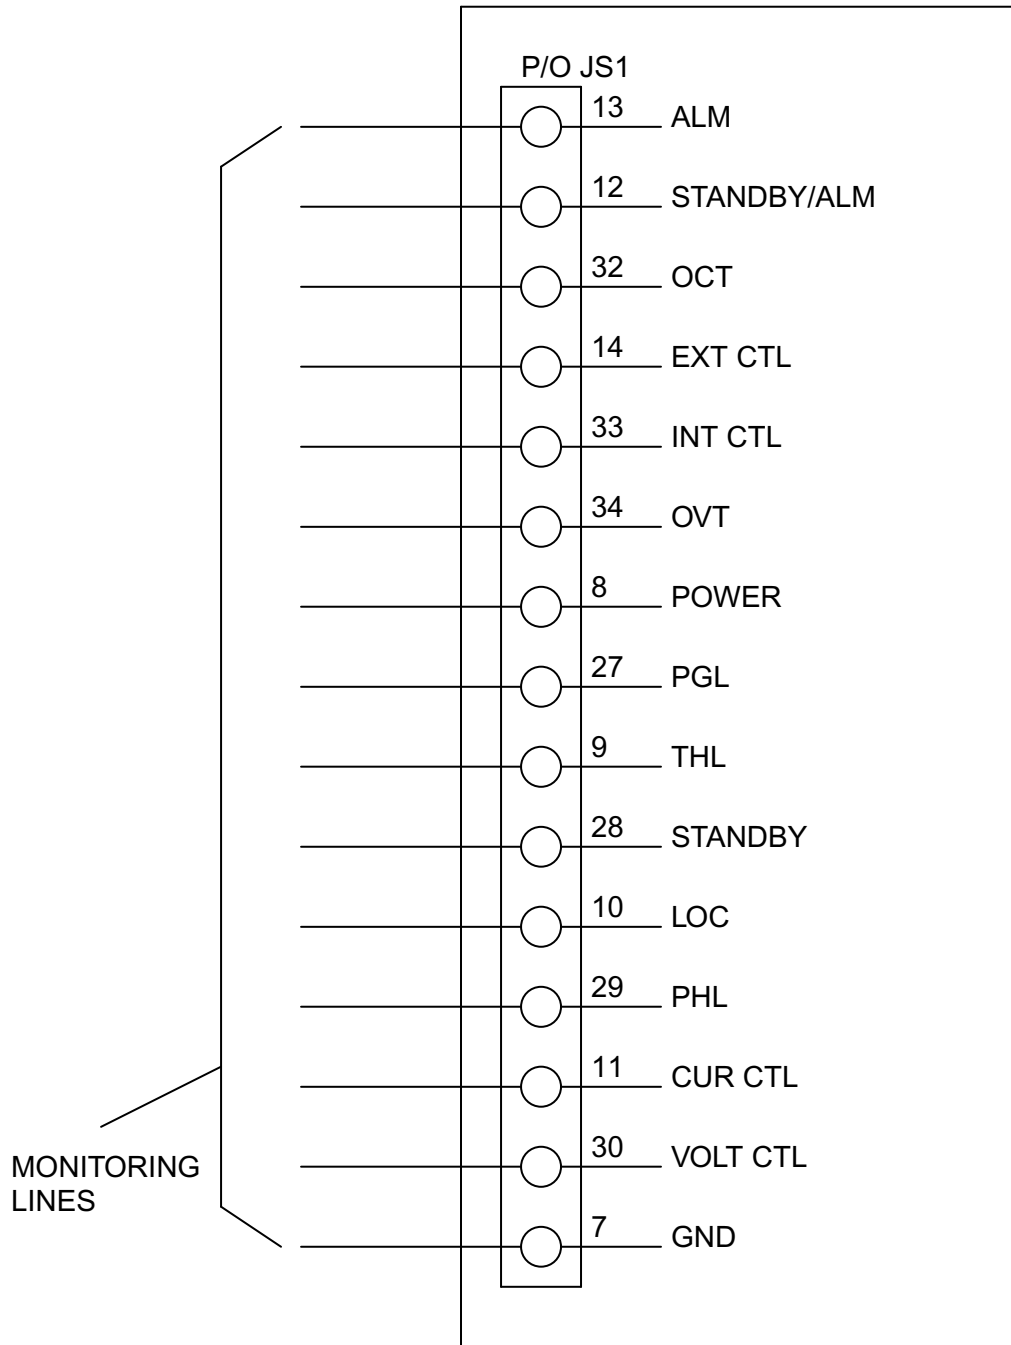 P/O JS1
13 ALM
12 STANDBY/ALM
32 OCT
14 EXT CTL
33 INT CTL
34 OVT
8 POWER
27 PGL
9 THL
28 STANDBY
10 LOC
29 PHL
11 CUR CTL
30 VOLT CTL
7 GND
MONITORING
LINES